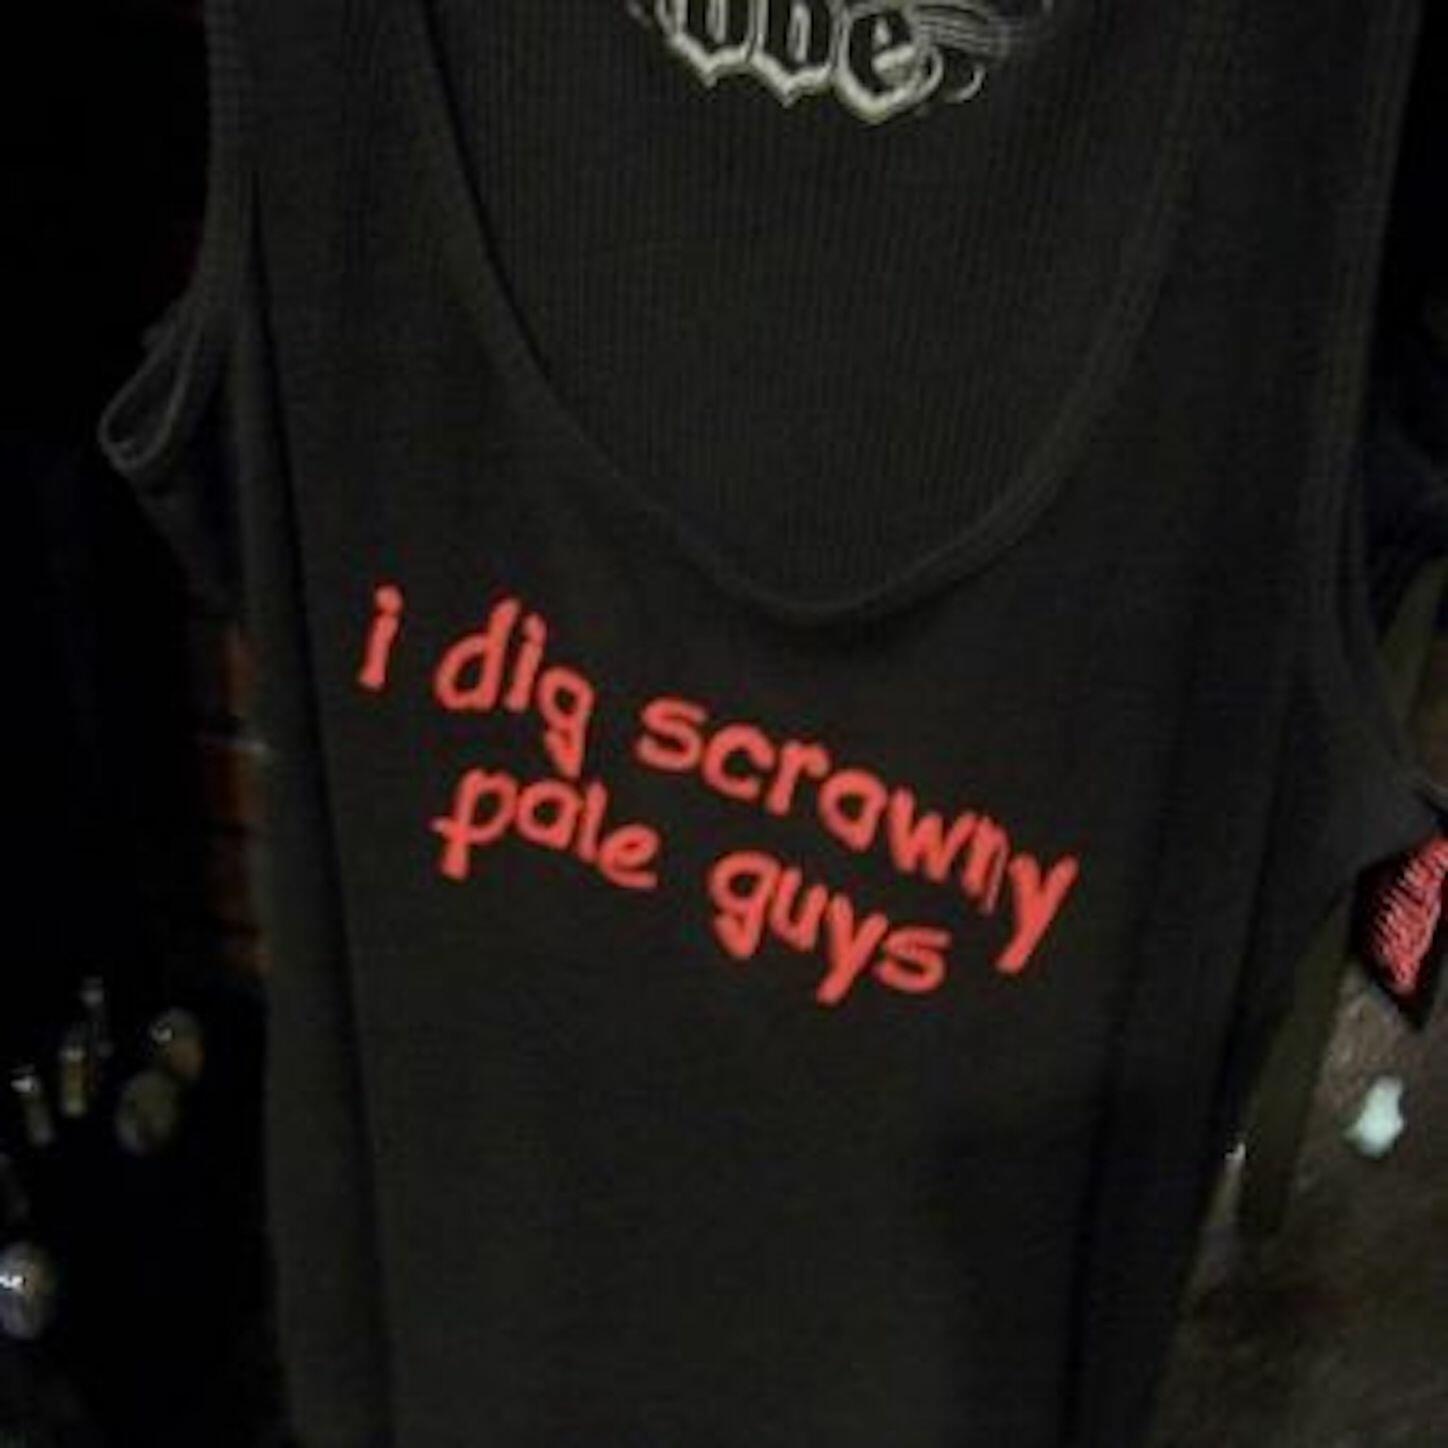 i dig scrawny
pale guys